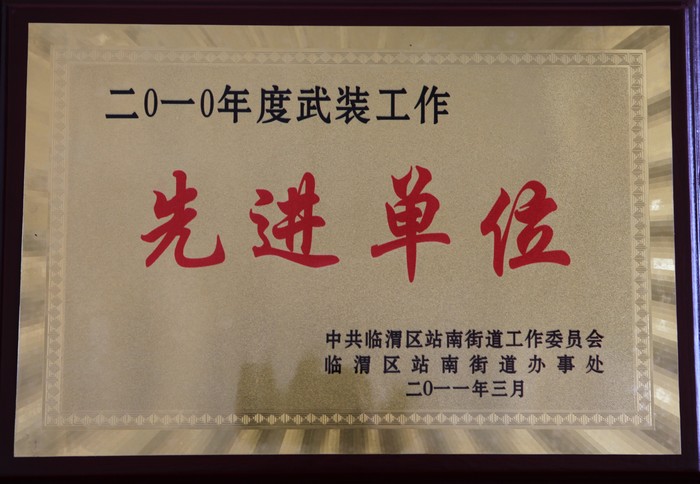 二0一0年度武装工作
先进单位
中共临渭区站南街道工作委员会
临渭区站南街道办事处
二0一一年三月